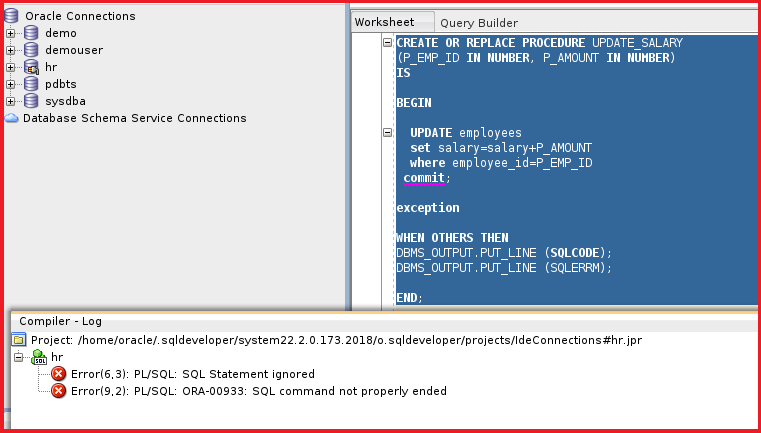 Oracle Connections
demo
demouser
hr
pdbts
sysdba
Database Schema Service Connections
Worksheet Query Builder
CREATE OR REPLACE PROCEDURE UPDATE_SALARY
(P_EMP_ID IN NUMBER, P_AMOUNT IN NUMBER)
IS
BEGIN
UPDATE employees
set salary=salary+P_AMOUNT
where employee_id=P_EMP_ID
commit;
exception
WHEN OTHERS THEN
DBMS_OUTPUT.PUT_LINE (SQLCODE);
DBMS_OUTPUT.PUT_LINE (SQLERRM);
END;
Compiler - Log
Project: /home/oracle/.sqldeveloper/system22.2.0.173.2018/o.sqldeveloper/projects/IdeConnections#hr.jpr
SQL hr
Error(6,3): PL/SQL: SQL Statement ignored
Error(9,2): PL/SQL: ORA-00933: SQL command not properly ended